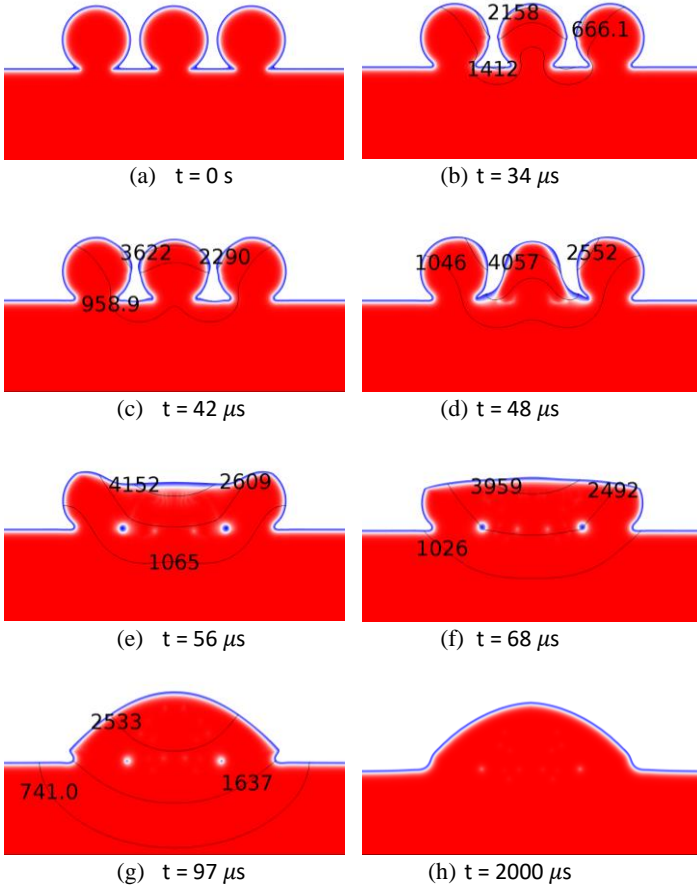 (a) t = 0 s
2158
666.1
1412
(b) t = 34 μs
3622 2290
958.9
(c) t = 42 μs
1046 4057 2552
(d) t = 48 μs
4152 2609
1065
(e) t = 56 μs
3959 2492
1026
(f) t = 68 μs
2533
741.0 1637
(g) t = 97 μs
(h) t = 2000 μs